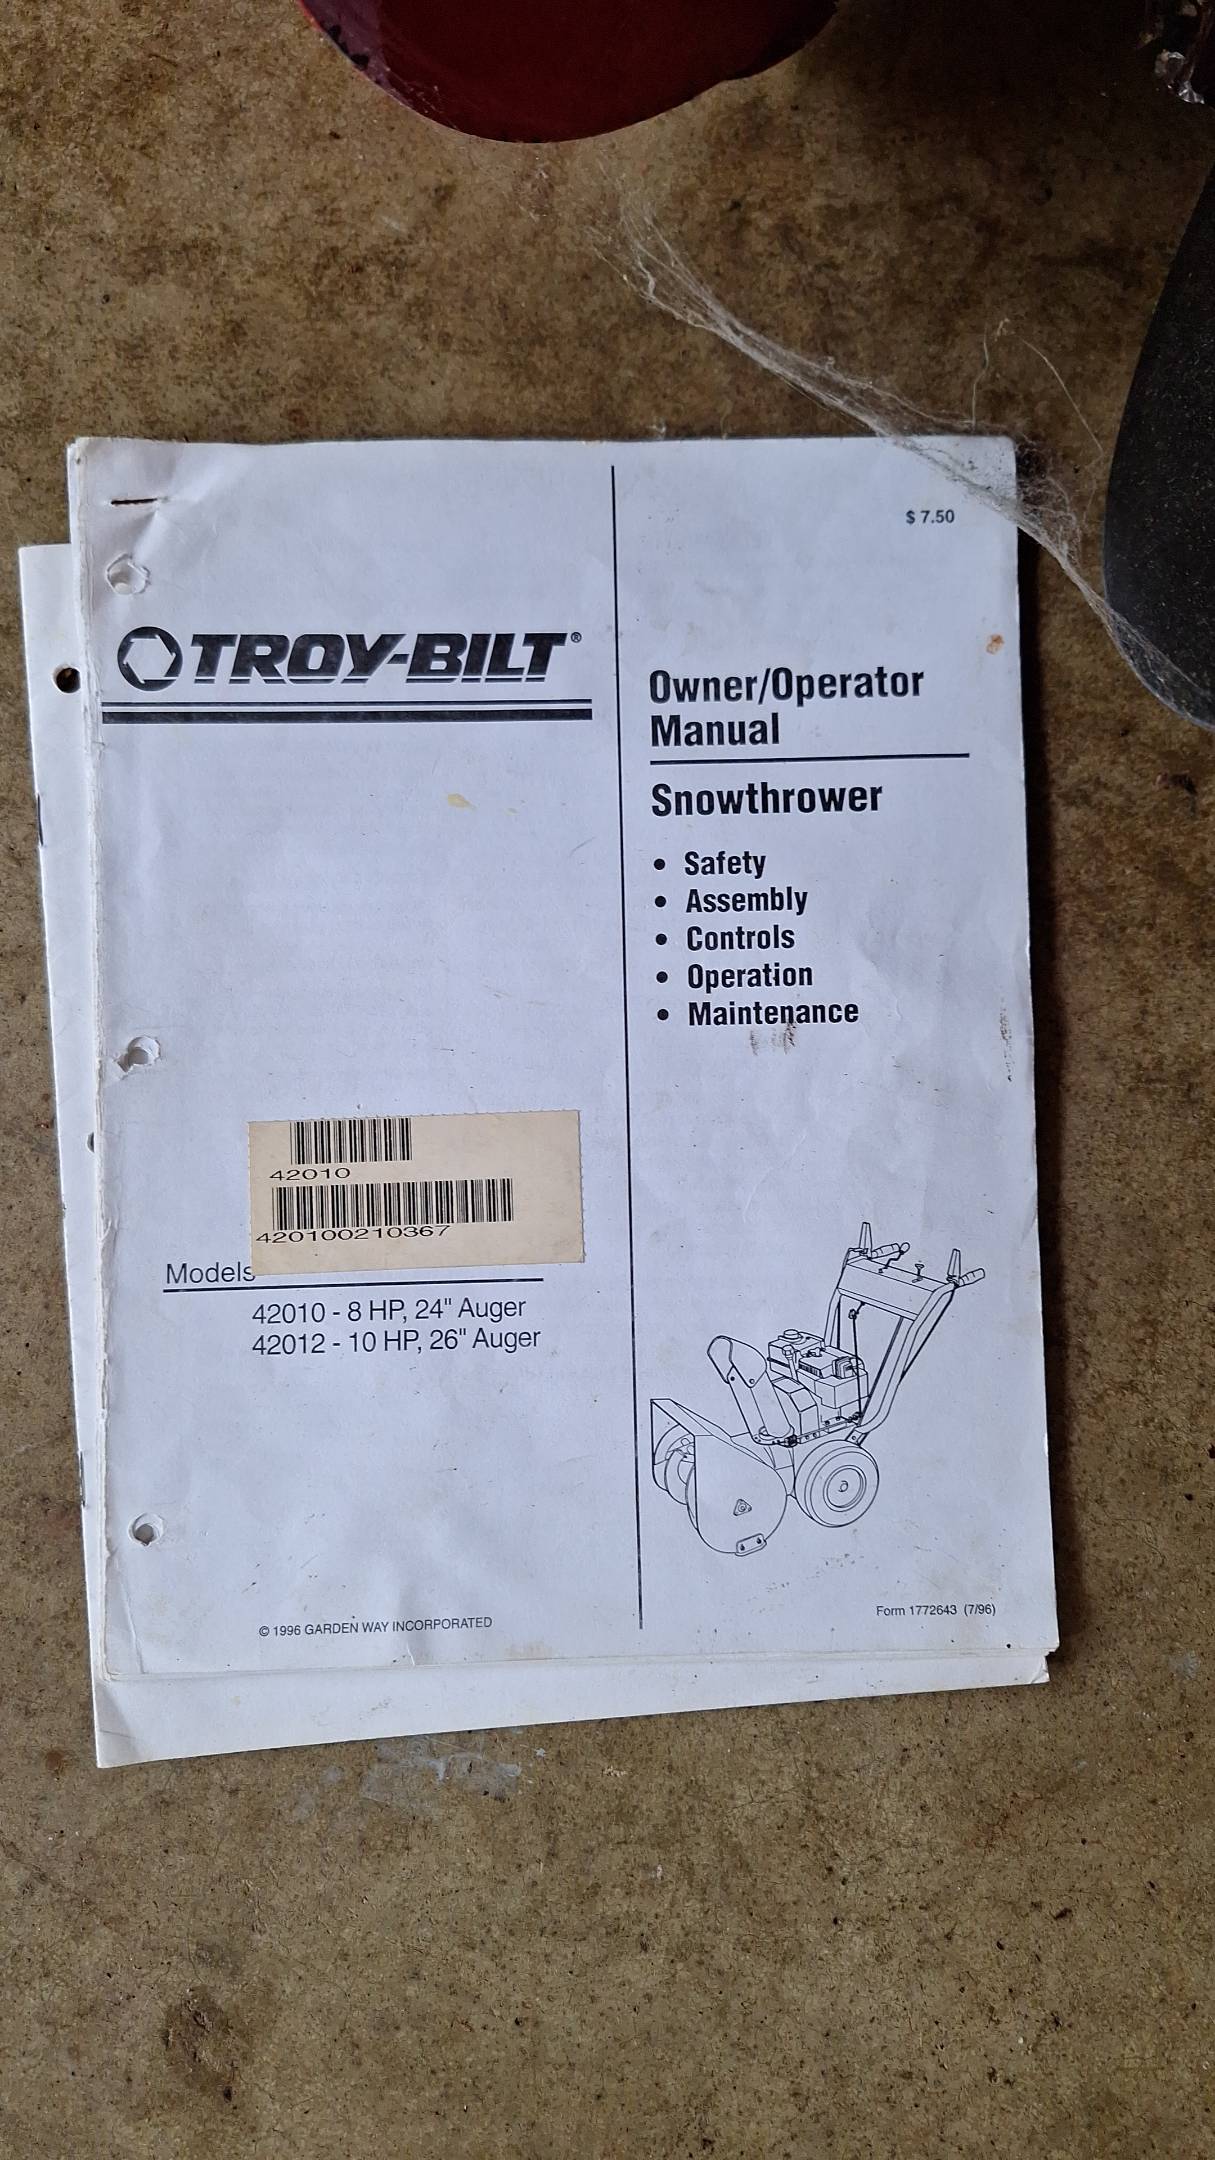 $ 7.50
TROY-BILT®
Owner/Operator
Manual
Snowthrower
• Safety
• Assembly
• Controls
• Operation
• Maintenance
42010
420100210367
Models
42010 - 8 HP, 24" Auger
42012 - 10 HP, 26" Auger
© 1996 GARDEN WAY INCORPORATED
Form 1772643 (7/96)